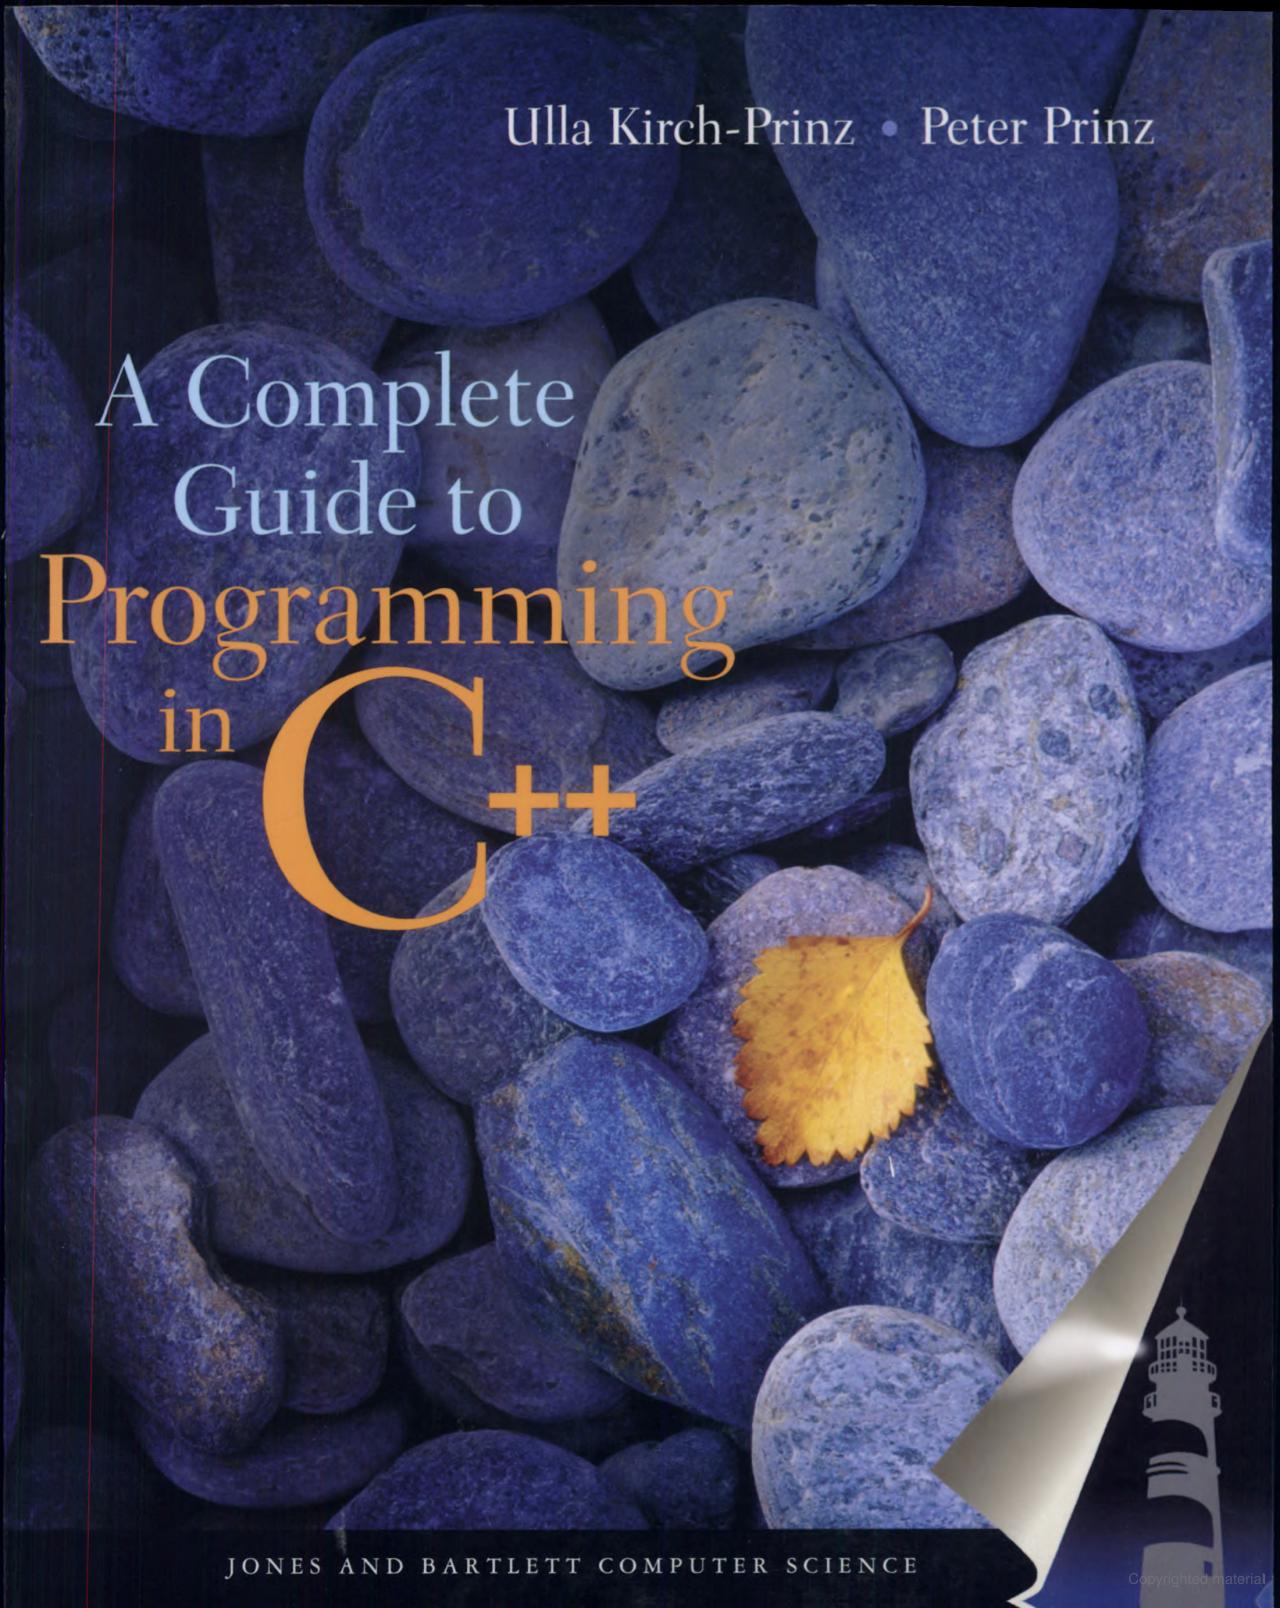 Ulla Kirch-Prinz • Peter Prinz
A Complete
Guide to
Programming
in C++
JONES AND BARTLETT COMPUTER SCIENCE
Copyrighted material